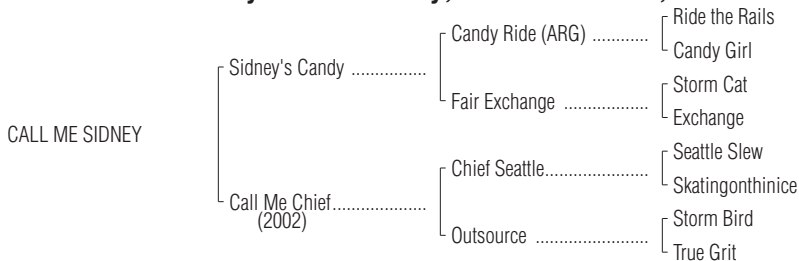 Ride the Rails
Candy Ride (ARG) ............
Candy Girl
Sidney's Candy ................
Storm Cat
Fair Exchange ..................
Exchange
CALL ME SIDNEY
Seattle Slew
Chief Seattle......................
Skatingonthinice
Call Me Chief....................
(2002)
Storm Bird
Outsource ........................
True Grit